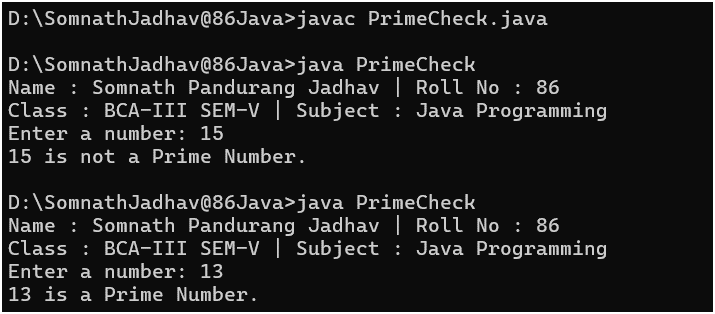 D:\SomnathJadhav@86Java>javac PrimeCheck.java
D:\SomnathJadhav@86Java>java PrimeCheck
Name : Somnath Pandurang Jadhav | Roll No : 86
Class : BCA-III SEM-V | Subject : Java Programming
Enter a number: 15
15 is not a Prime Number.
D:\SomnathJadhav@86Java>java PrimeCheck
Name : Somnath Pandurang Jadhav | Roll No : 86
Class : BCA-III SEM-V | Subject : Java Programming
Enter a number: 13
13 is a Prime Number.